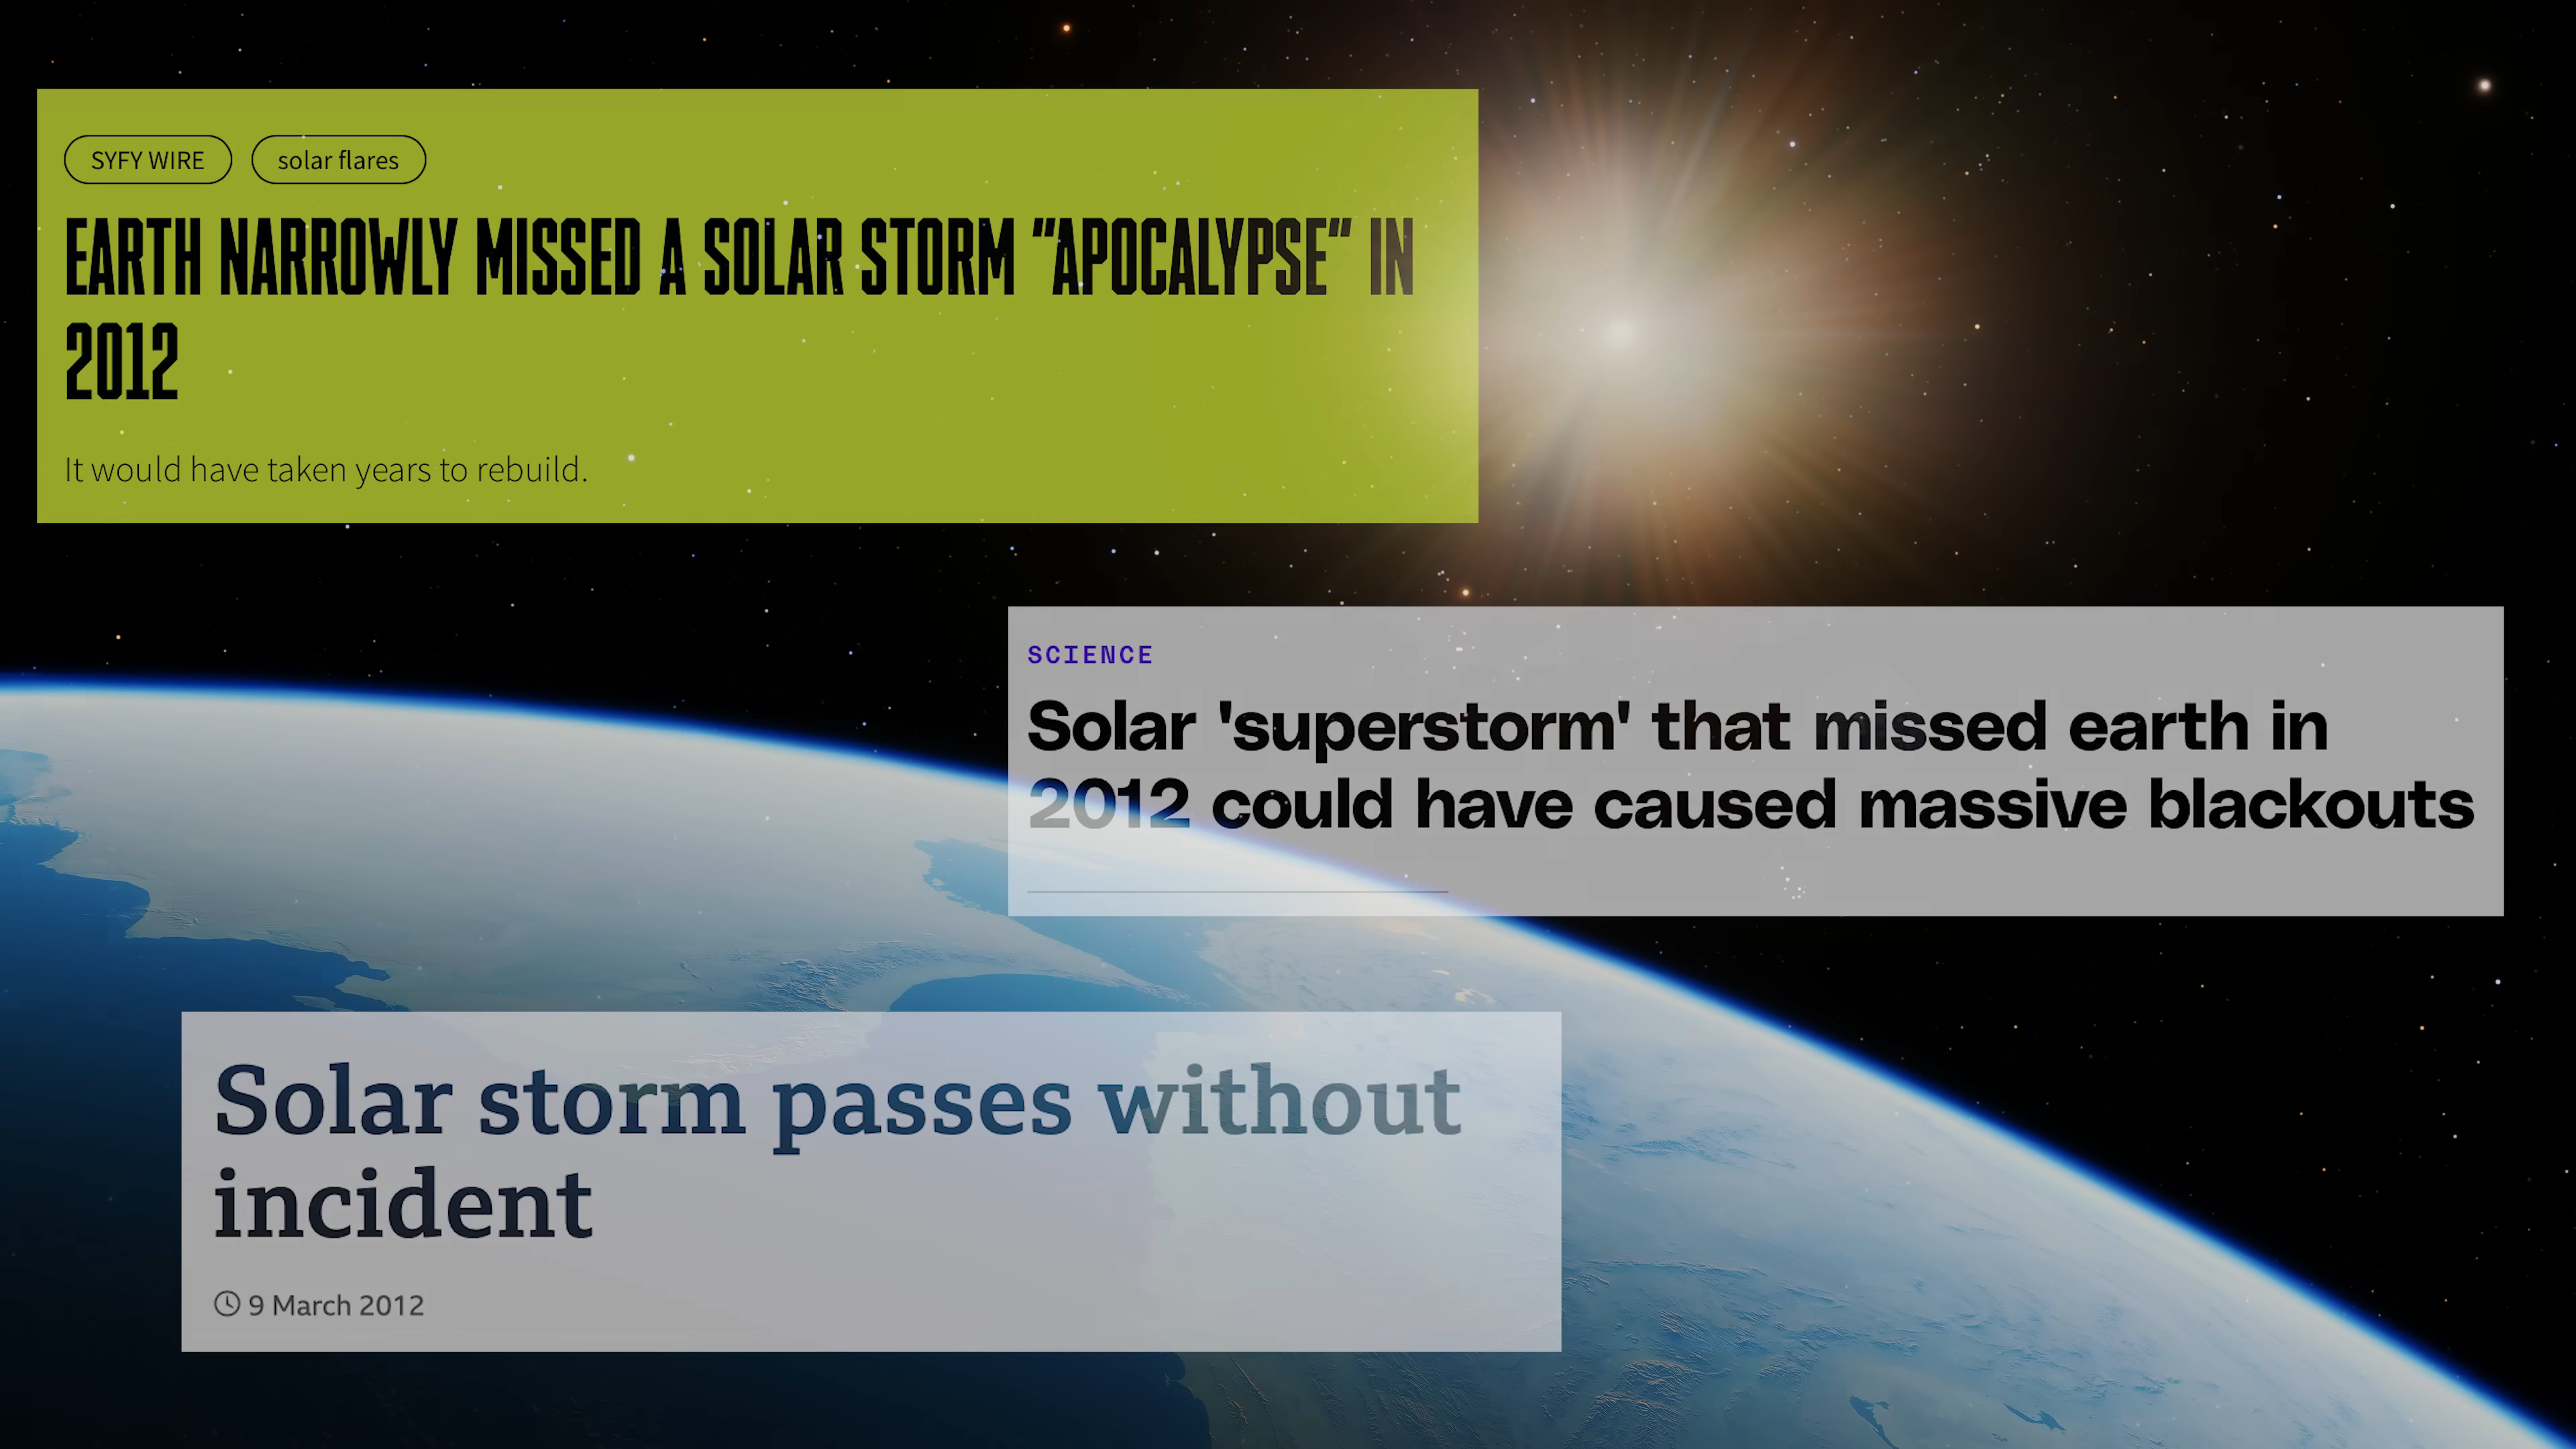 SYFY WIRE solar flares
EARTH NARROWLY MISSED A SOLAR STORM "APOCALYPSE" IN
2012
It would have taken years to rebuild.
SCIENCE
Solar 'superstorm' that missed earth in
2012 could have caused massive blackouts
Solar storm passes without
incident
9 March 2012